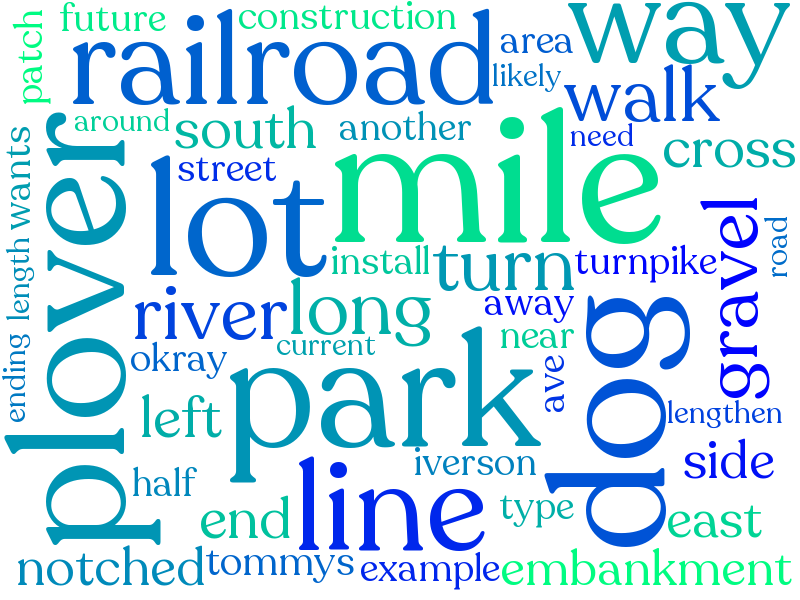 future
construction
way
patch
railroad
area
likely
walk
around
south
another
need
cross
street
plover
wants
lot
mile
gravel
road
length
install
turn
turnpike
river
long
away
dog
near
current
okray
ending
park
ave
left
lengthen
half
iverson
side
line
end
type
east
notched
tommys
example
embankment